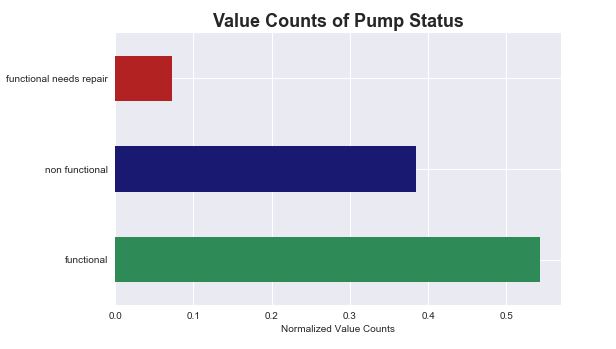 Value Counts of Pump Status
functional needs repair
non functional
functional
0.0 0.1 0.2 0.3 0.4 0.5
Normalized Value Counts